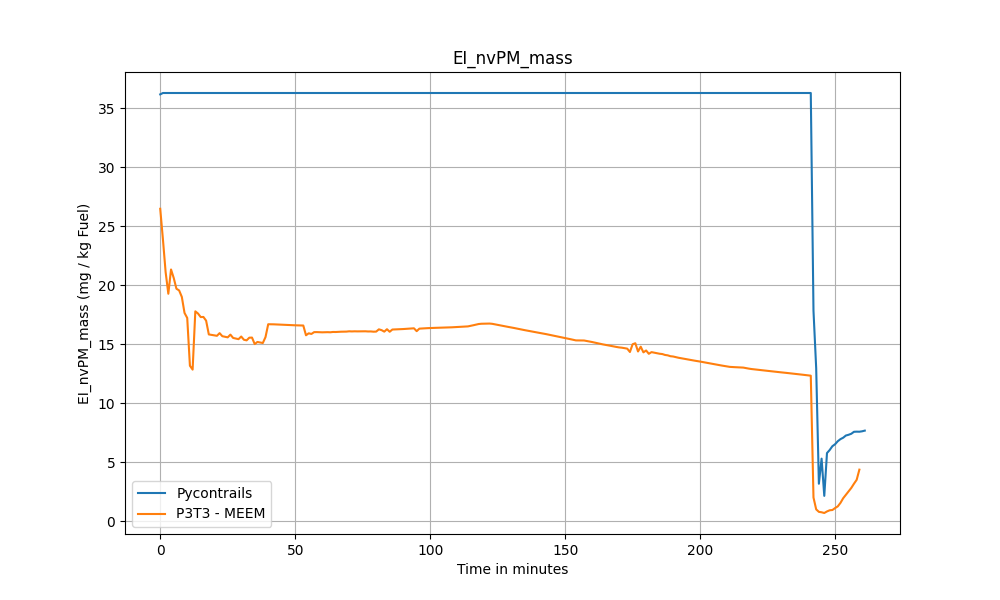 EI_nvPM_mass
EI_nvPM_mass (mg / kg Fuel)
35
30
25
20
15
10
5
0
Pycontrails
P3T3 - MEEM
0 50 100 150 200 250
Time in minutes